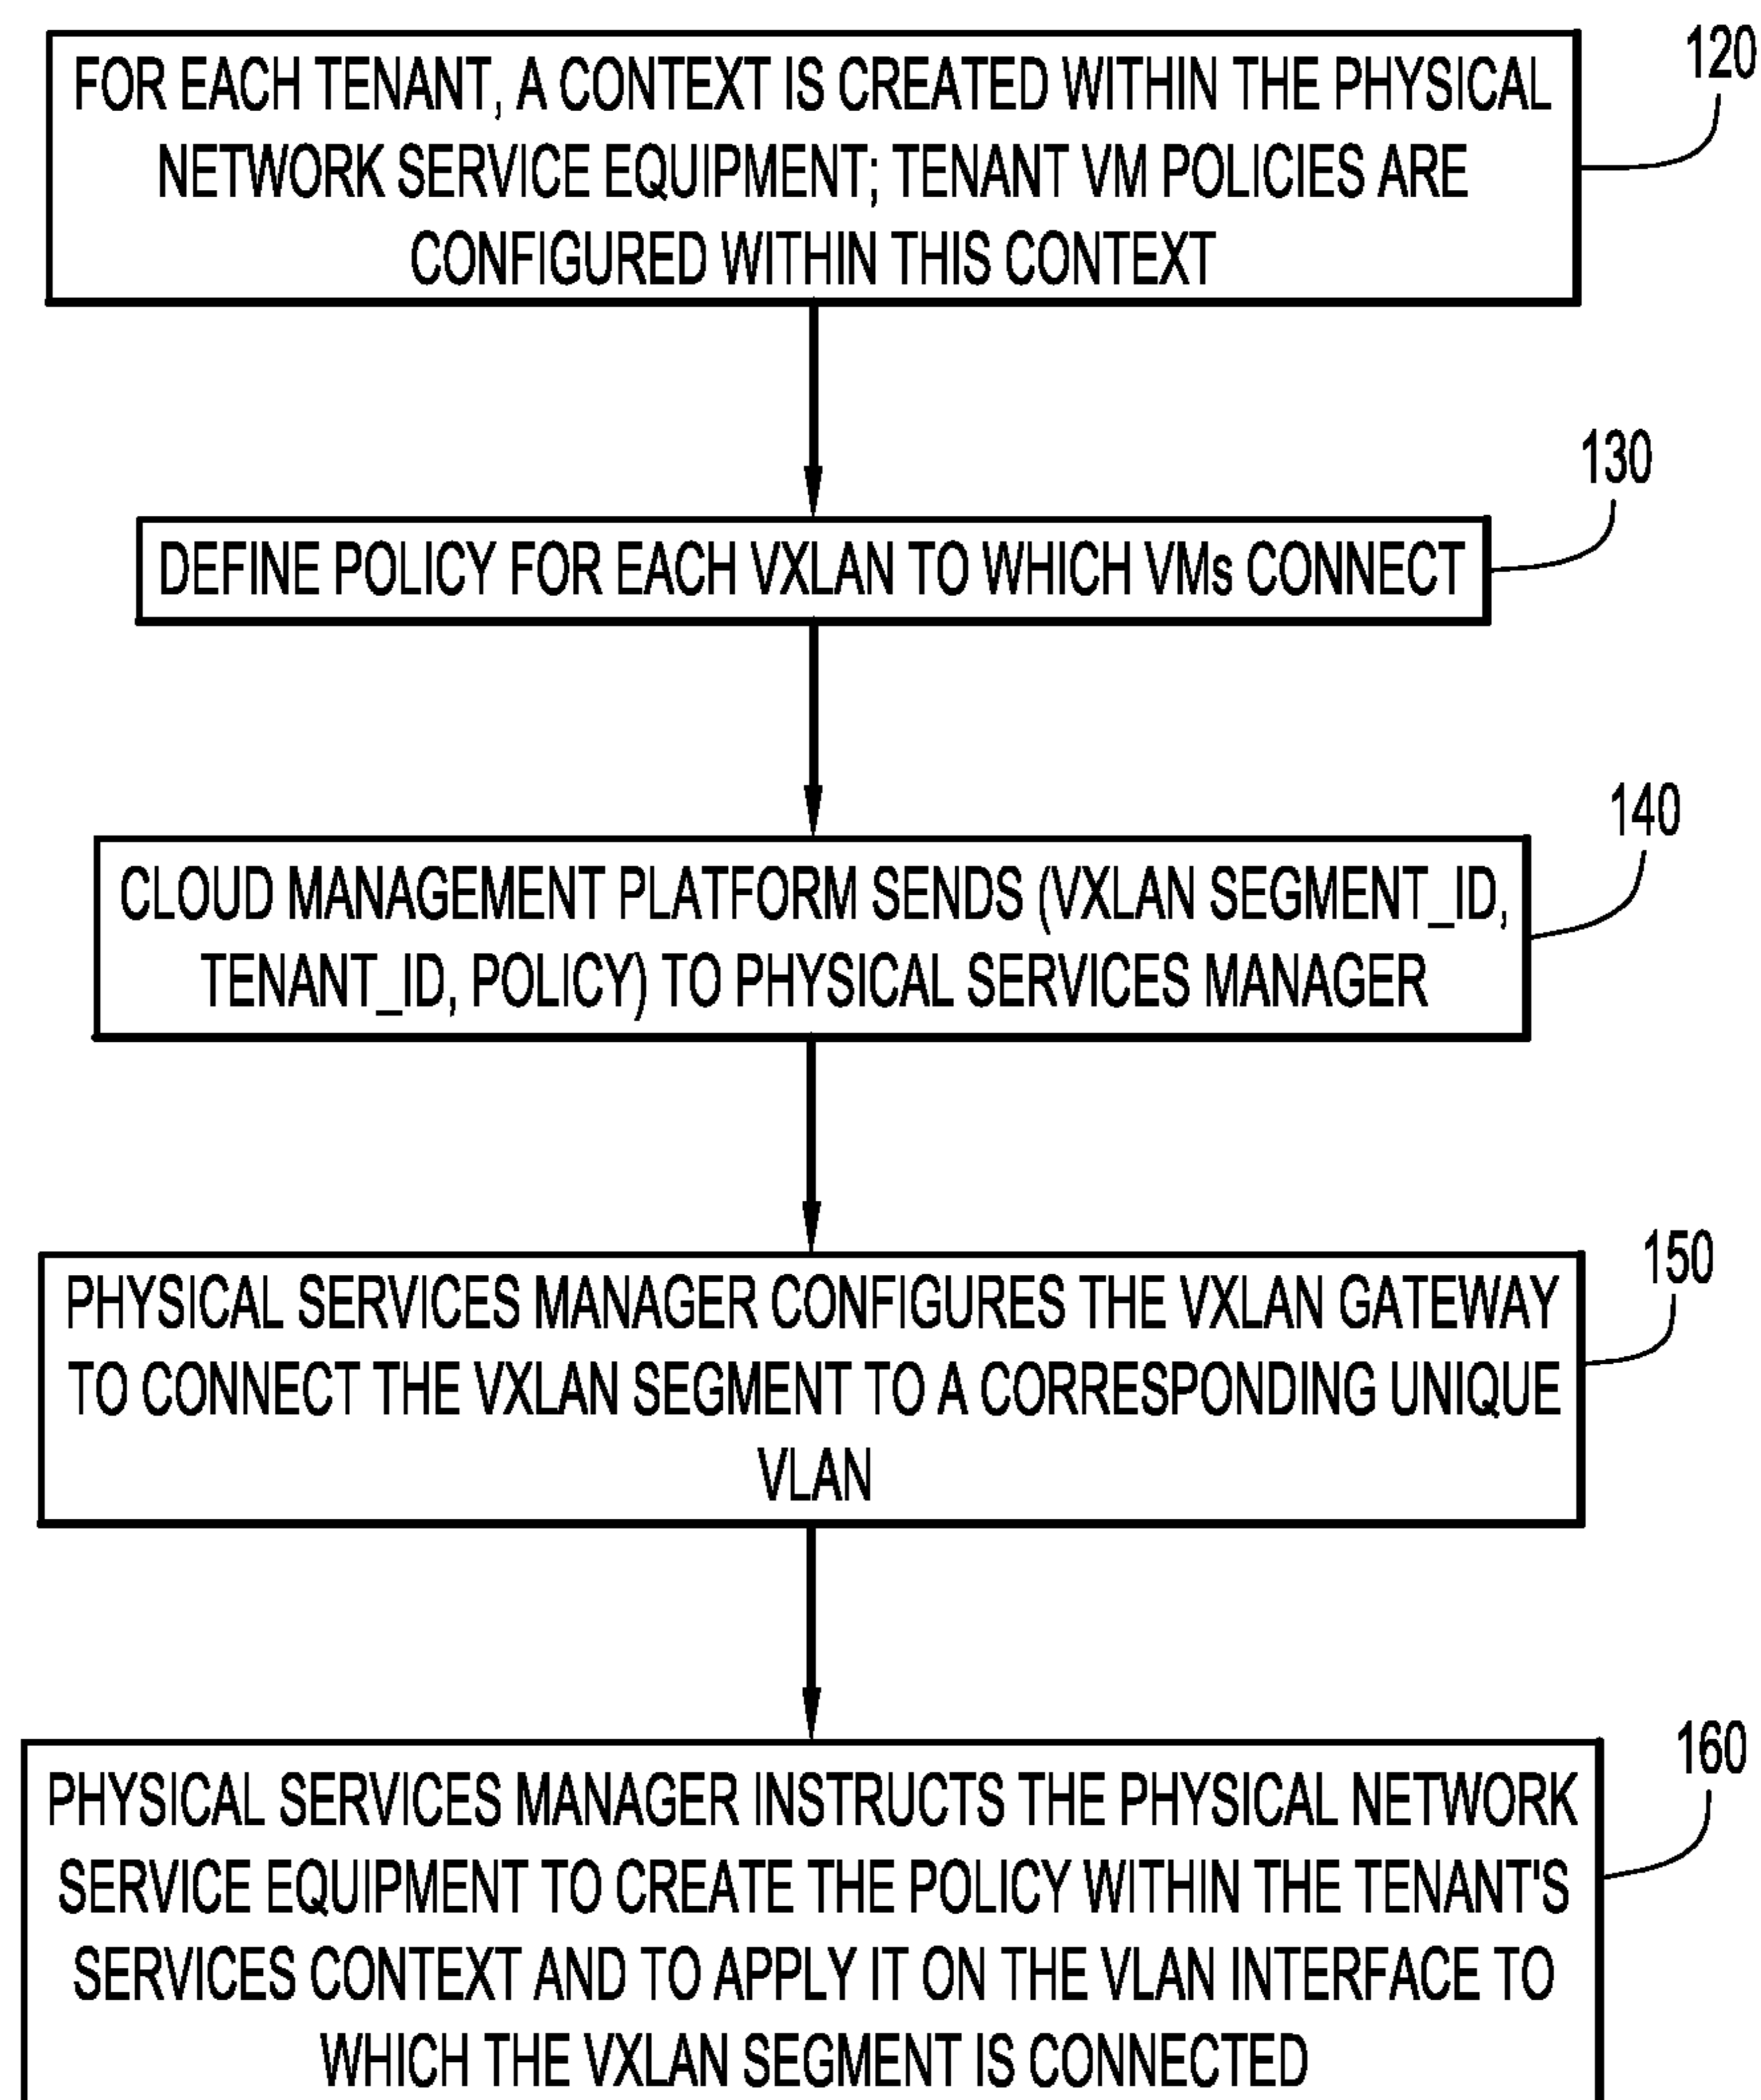 120
FOR EACH TENANT, A CONTEXT IS CREATED WITHIN THE PHYSICAL
NETWORK SERVICE EQUIPMENT; TENANT VM POLICIES ARE
CONFIGURED WITHIN THIS CONTEXT
130
DEFINE POLICY FOR EACH VXLAN TO WHICH VMs CONNECT
140
CLOUD MANAGEMENT PLATFORM SENDS (VXLAN SEGMENT_ID,
TENANT_ID, POLICY) TO PHYSICAL SERVICES MANAGER
150
PHYSICAL SERVICES MANAGER CONFIGURES THE VXLAN GATEWAY
TO CONNECT THE VXLAN SEGMENT TO A CORRESPONDING UNIQUE
VLAN
160
PHYSICAL SERVICES MANAGER INSTRUCTS THE PHYSICAL NETWORK
SERVICE EQUIPMENT TO CREATE THE POLICY WITHIN THE TENANT'S
SERVICES CONTEXT AND TO APPLY IT ON THE VLAN INTERFACE TO
WHICH THE VXLAN SEGMENT IS CONNECTED